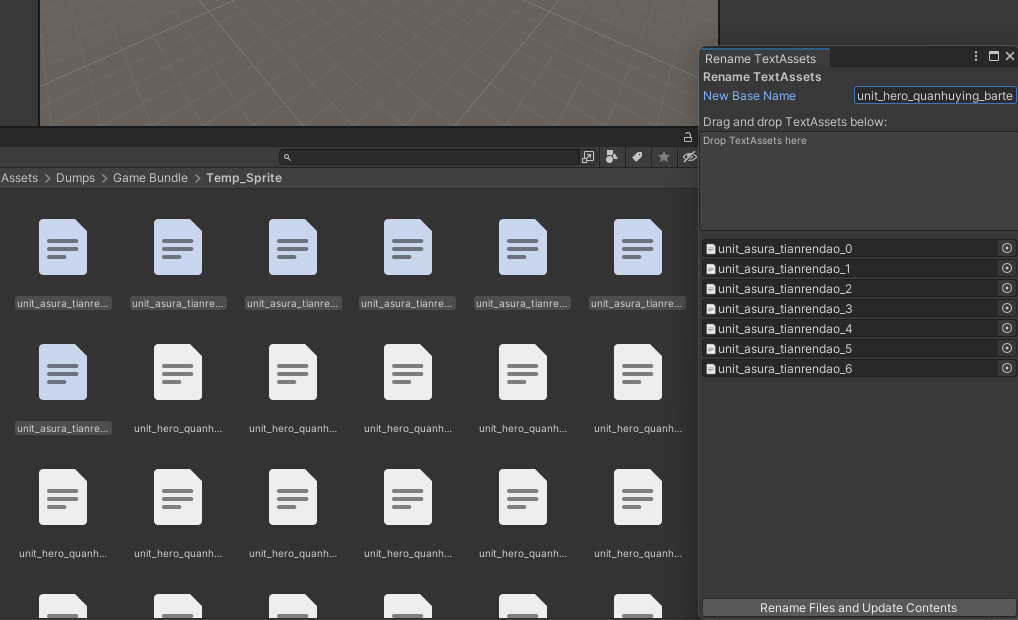 Rename TextAssets
Rename TextAssets
New Base Name unit_hero_quanhuying_barte
Drag and drop TextAssets below:
Drop TextAssets here
unit_asura_tianrendao_0
unit_asura_tianrendao_1
unit_asura_tianrendao_2
unit_asura_tianrendao_3
unit_asura_tianrendao_4
unit_asura_tianrendao_5
unit_asura_tianrendao_6
Rename Files and Update Contents
Assets > Dumps > Game Bundle > Temp_Sprite
unit_asura_tianre... unit_asura_tianre... unit_asura_tianre... unit_asura_tianre... unit_asura_tianre... unit_asura_tianre...
unit_asura_tianre... unit_hero_quanh... unit_hero_quanh... unit_hero_quanh... unit_hero_quanh... unit_hero_quanh...
unit_hero_quanh... unit_hero_quanh... unit_hero_quanh... unit_hero_quanh... unit_hero_quanh... unit_hero_quanh...